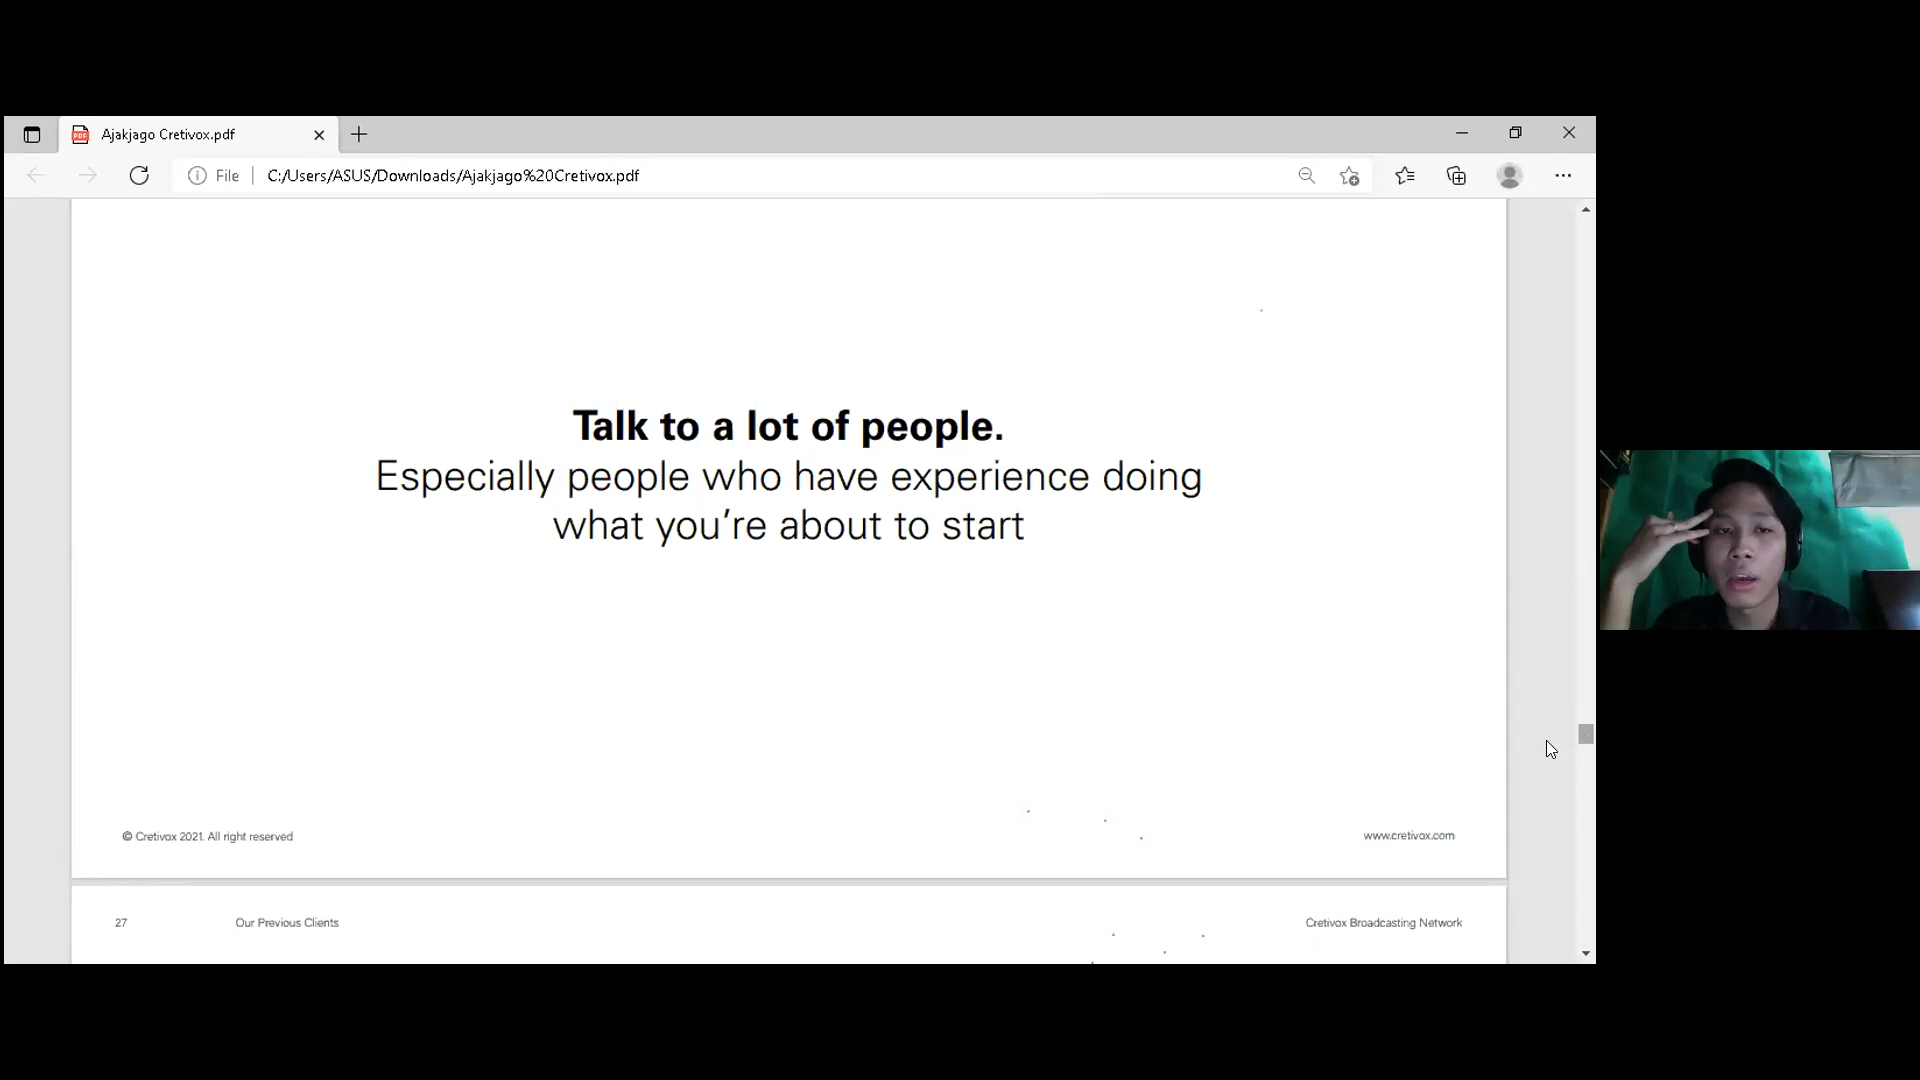 Ajakjago Cretivox.pdf
File
C:/Users/ASUS/Downloads/Ajakjago%20Cretivox.pdf
Talk to a lot of people.
Especially people who have experience doing
what you're about to start
© Cretivox 2021. All right reserved
www.cretivox.com
27
Our Previous Clients
Cretivox Broadcasting Network